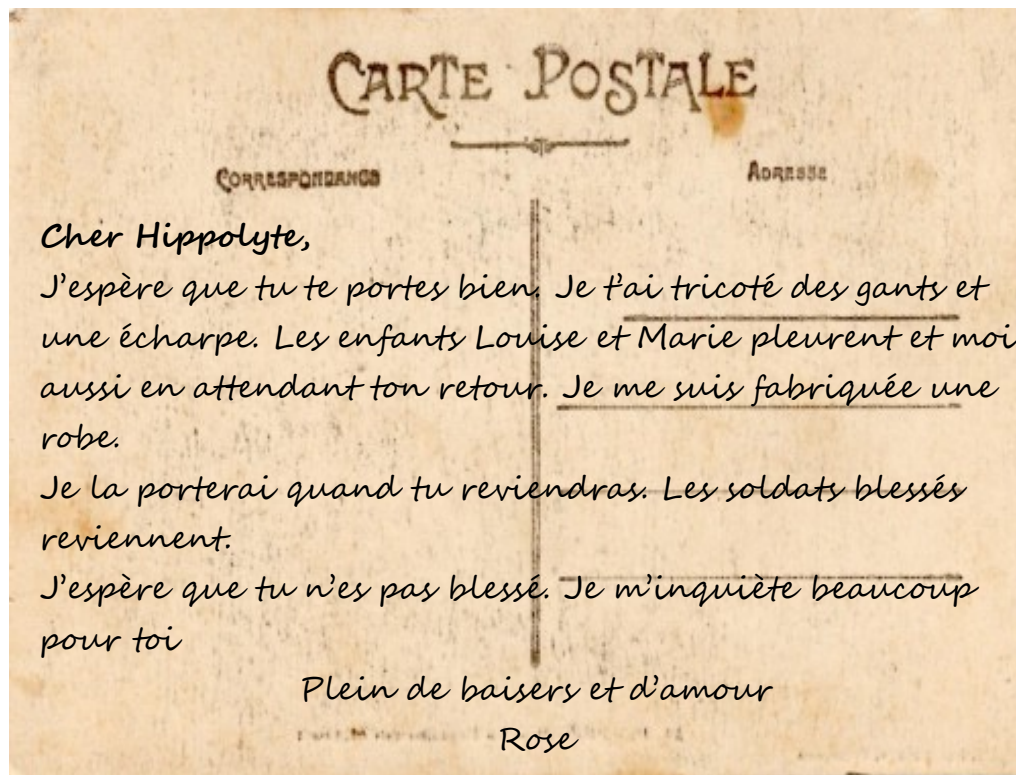 CARTE POSTALE
CORRESPONDANCE
ADRESSE
Cher Hippolyte,
J'espère que tu te portes bien. Je t'ai tricoté des gants et
une écharpe. Les enfants Louise et Marie pleurent et moi
aussi en attendant ton retour. Je me suis fabriquée une
robe.
Je la porterai quand tu reviendras. Les soldats blessés
reviennent.
J'espère que tu n'es pas blessé. Je m'inquiète beaucoup
pour toi
Plein de baisers et d'amour
Rose